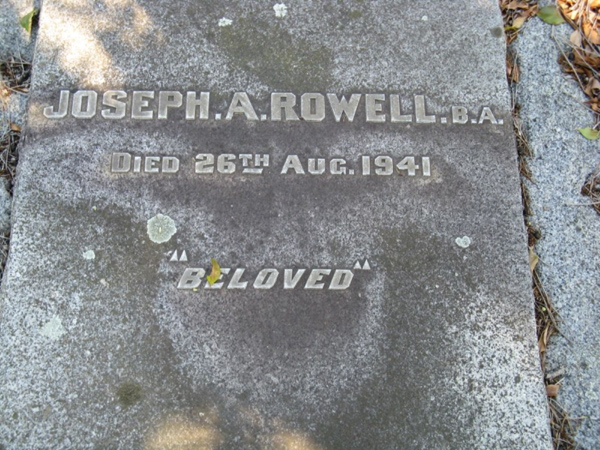 JOSEPH.A.ROWELL.B.A.
DIED 26TH AUG.1941
"BELOVED"